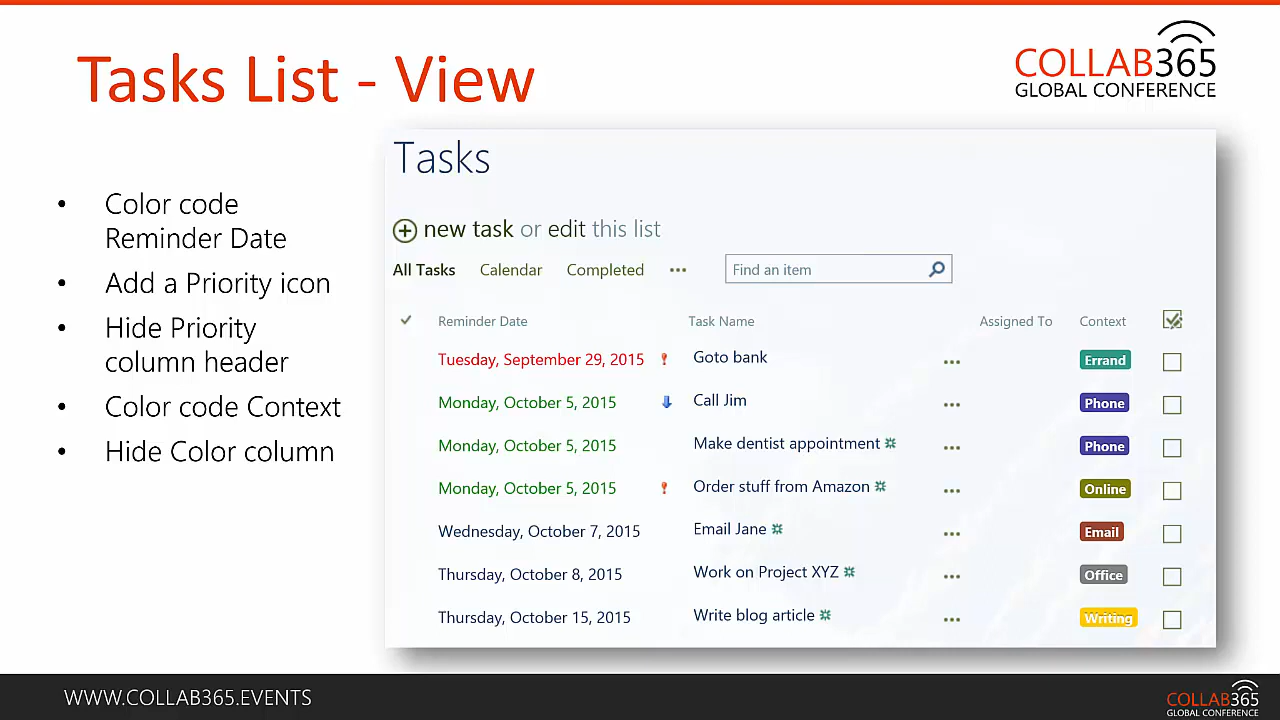 Tasks List - View
COLLAB365
GLOBAL CONFERENCE
• Color code
Reminder Date
• Add a Priority icon
• Hide Priority
column header
• Color code Context
• Hide Color column
Tasks
new task or edit this list
All Tasks Calendar Completed ••• Find an item
Reminder Date Task Name Assigned To Context
Tuesday, September 29, 2015 Goto bank ••• Errand
Monday, October 5, 2015 Call Jim ••• Phone
Monday, October 5, 2015 Make dentist appointment ••• Phone
Monday, October 5, 2015 Order stuff from Amazon ••• Online
Wednesday, October 7, 2015 Email Jane ••• Email
Thursday, October 8, 2015 Work on Project XYZ ••• Office
Thursday, October 15, 2015 Write blog article ••• Writing
WWW.COLLAB365.EVENTS
COLLAB365
GLOBAL CONFERENCE